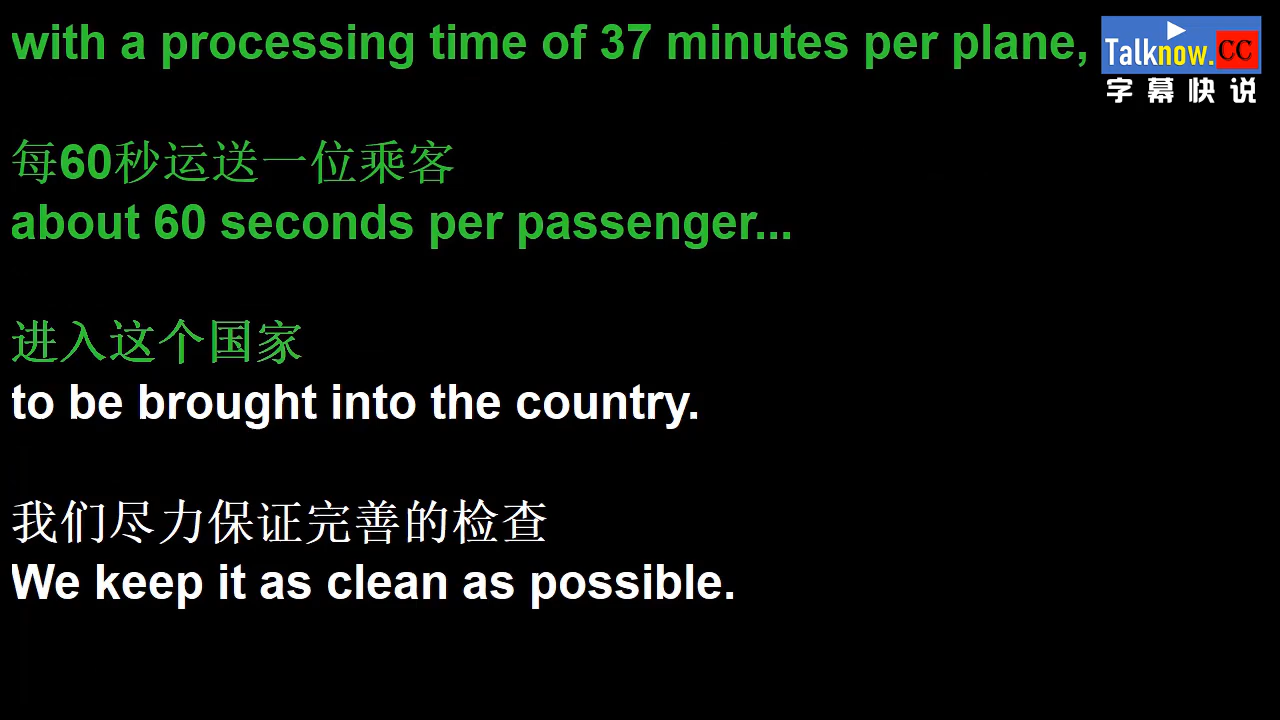 with a processing time of 37 minutes per plane,
Talknow.CC
字幕快说
每60秒运送一位乘客
about 60 seconds per passenger...
进入这个国家
to be brought into the country.
我们尽力保证完善的检查
We keep it as clean as possible.